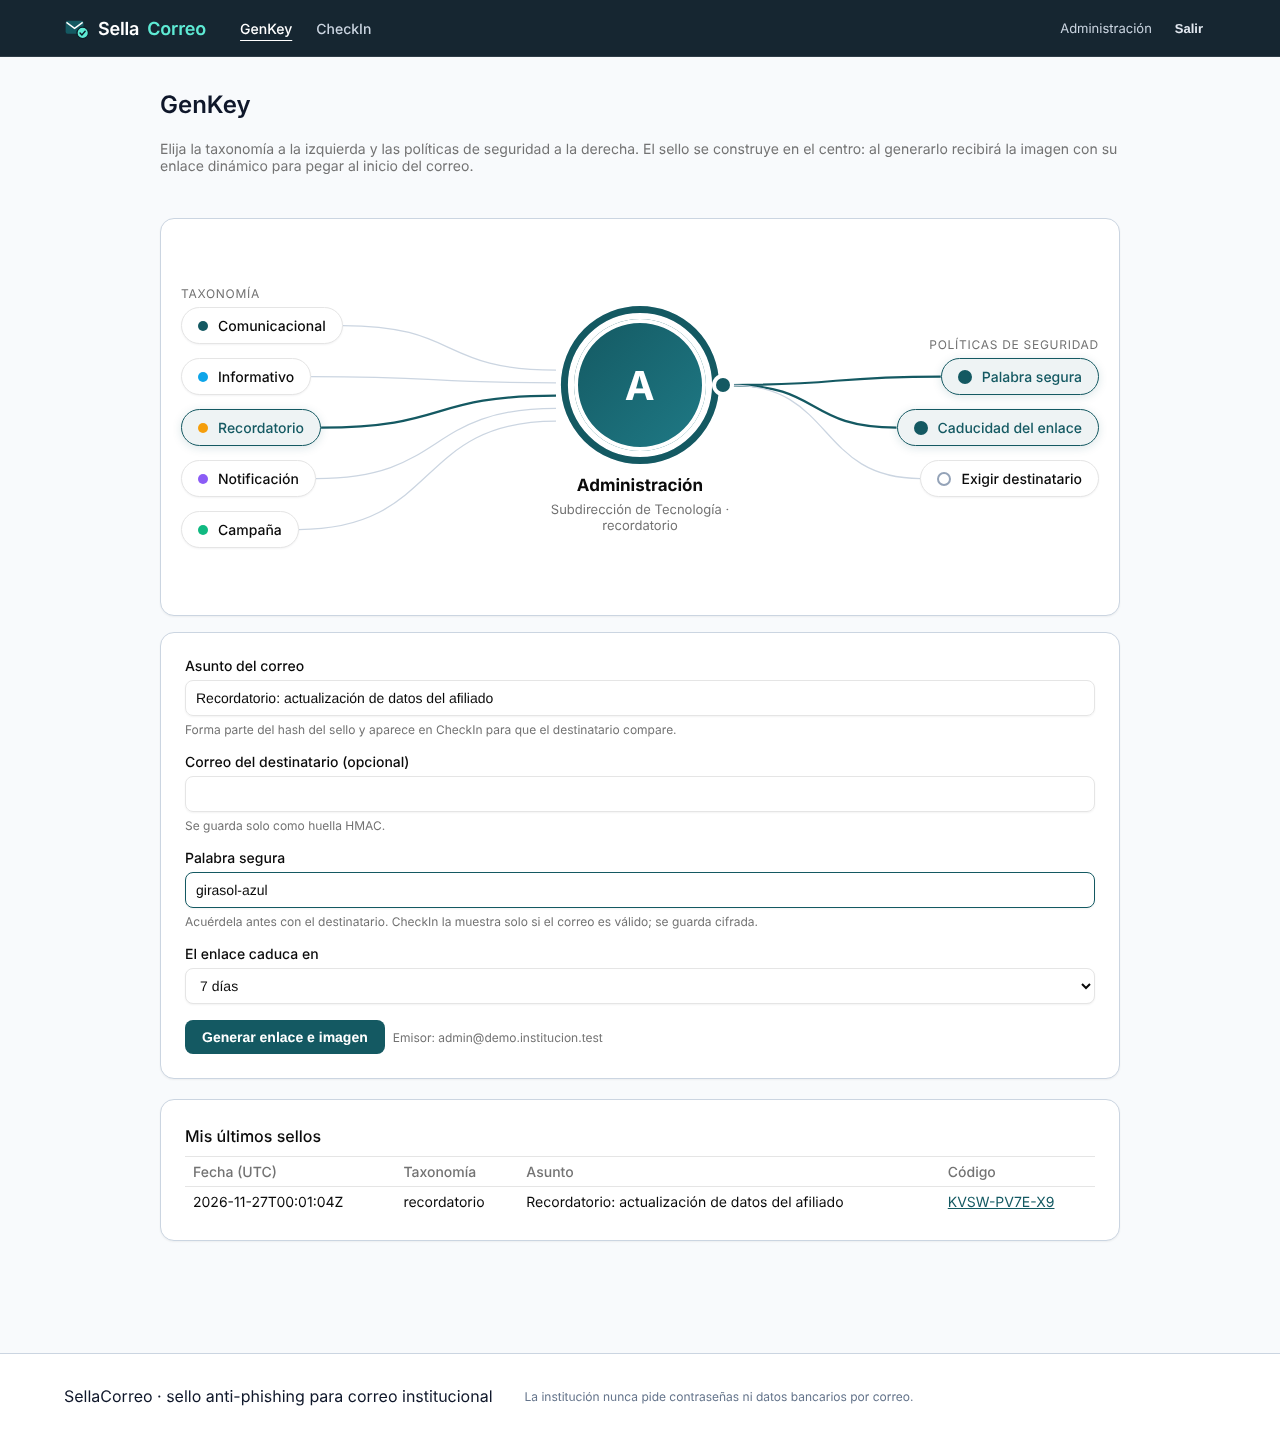 Sella Correo
GenKey
CheckIn
Administración
Salir
GenKey
Elija la taxonomía a la izquierda y las políticas de seguridad a la derecha. El sello se construye en el centro: al generarlo recibirá la imagen con su
enlace dinámico para pegar al inicio del correo.
TAXONOMÍA
Comunicacional
Informativo
Recordatorio
Notificación
Campaña
A
Administración
Subdirección de Tecnología ·
recordatorio
POLÍTICAS DE SEGURIDAD
Palabra segura
Caducidad del enlace
Exigir destinatario
Asunto del correo
Recordatorio: actualización de datos del afiliado
Forma parte del hash del sello y aparece en CheckIn para que el destinatario compare.
Correo del destinatario (opcional)
Se guarda solo como huella HMAC.
Palabra segura
girasol-azul
Acuérdela antes con el destinatario. CheckIn la muestra solo si el correo es válido; se guarda cifrada.
El enlace caduca en
7 días
Generar enlace e imagen
Emisor: admin@demo.institucion.test
Mis últimos sellos
Fecha (UTC) Taxonomía Asunto Código
2026-11-27T00:01:04Z recordatorio Recordatorio: actualización de datos del afiliado KVSW-PV7E-X9
SellaCorreo · sello anti-phishing para correo institucional
La institución nunca pide contraseñas ni datos bancarios por correo.